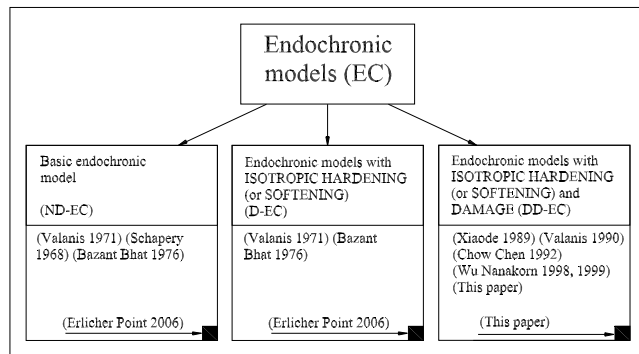 Endochronic
models (EC)
Basic endochronic
model
(ND-EC)
(Valanis 1971) (Schapery
1968) (Bazant Bhat 1976)
(Erlicher Point 2006)
Endochronic models with
ISOTROPIC HARDENING
(or SOFTENING)
(D-EC)
(Valanis 1971) (Bazant
Bhat 1976)
(Erlicher Point 2006)
Endochronic models with
ISOTROPIC HARDENING
(or SOFTENING) and
DAMAGE (DD-EC)
(Xiaode 1989) (Valanis 1990)
(Chow Chen 1992)
(Wu Nanakorn 1998, 1999)
(This paper)
(This paper)